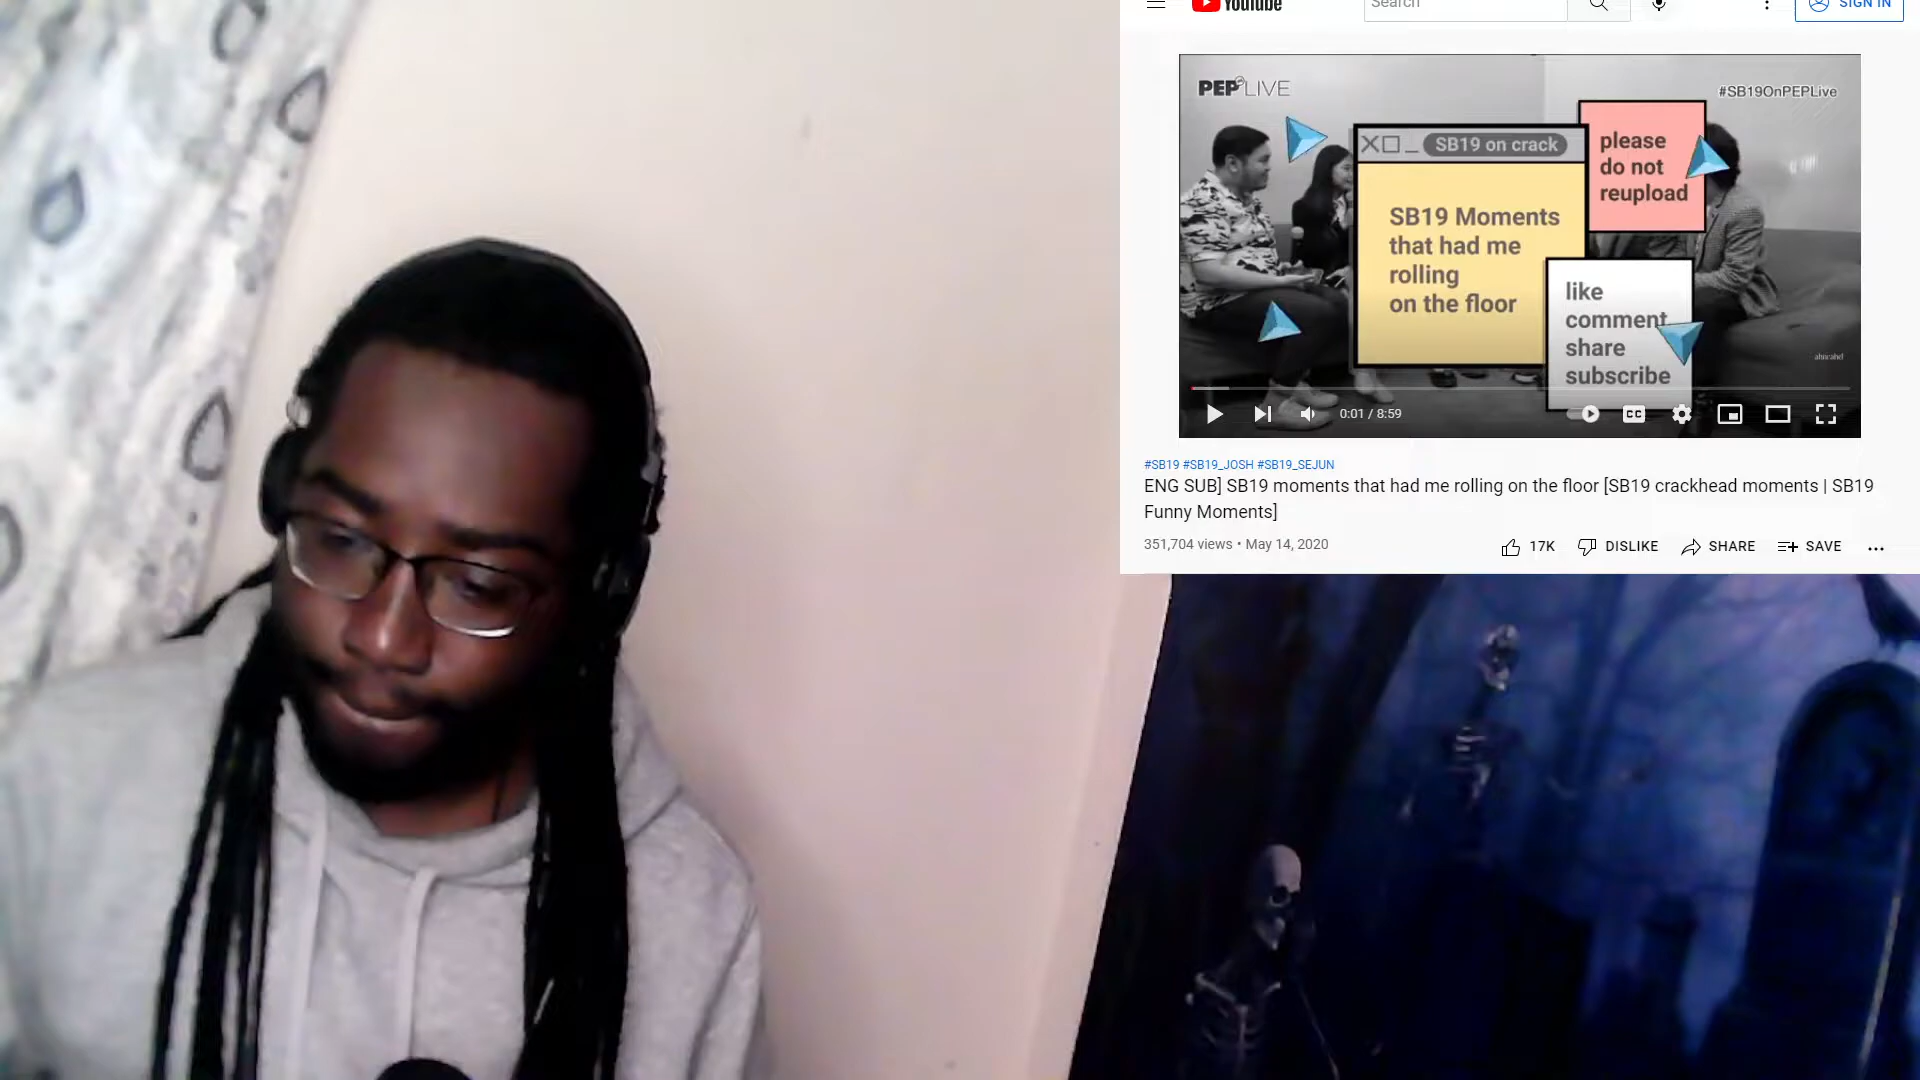 YouTube
Search
SIGN IN
PEP LIVE
#SB19OnPEPLive
SB19 on crack
please
do not
reupload
SB19 Moments
that had me
rolling
on the floor
like
comment
share
subscribe
ahnrahd
0:01 / 8:59
CC
#SB19 #SB19_JOSH #SB19_SEJUN
ENG SUB] SB19 moments that had me rolling on the floor [SB19 crackhead moments | SB19
Funny Moments]
351,704 views • May 14, 2020
17K
DISLIKE
SHARE
SAVE